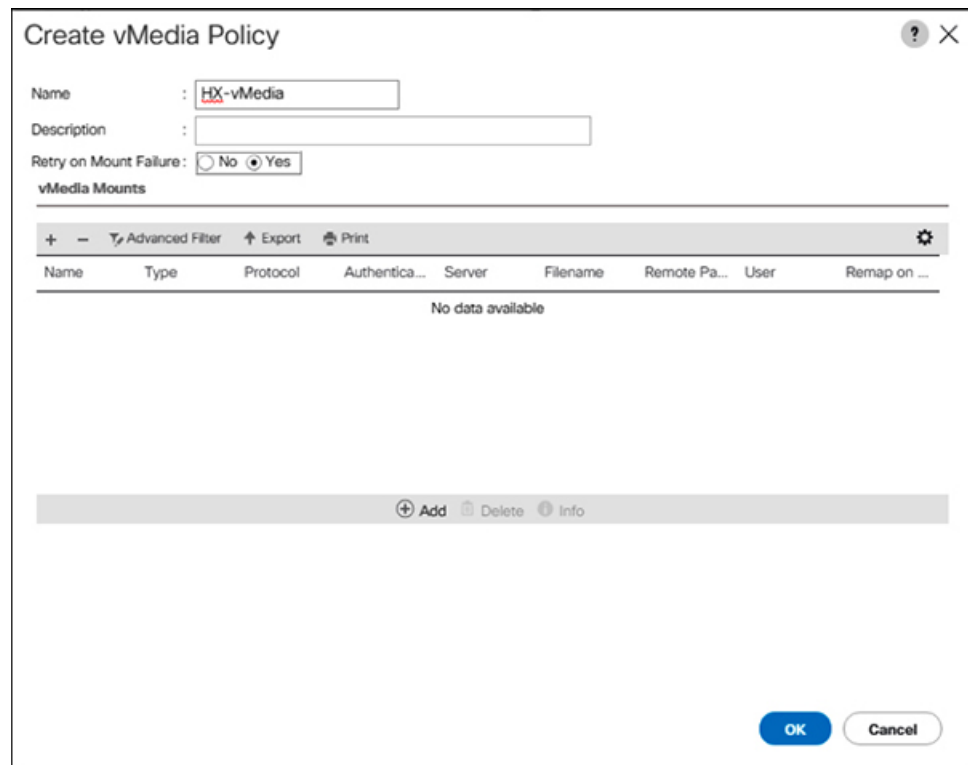 Create vMedia Policy ? ×
Name : HX-vMedia
Description :
Retry on Mount Failure : No Yes
vMedia Mounts
+ − Advanced Filter Export Print
Name Type Protocol Authentica... Server Filename Remote Pa... User Remap on ...
No data available
+ Add Delete Info
OK Cancel